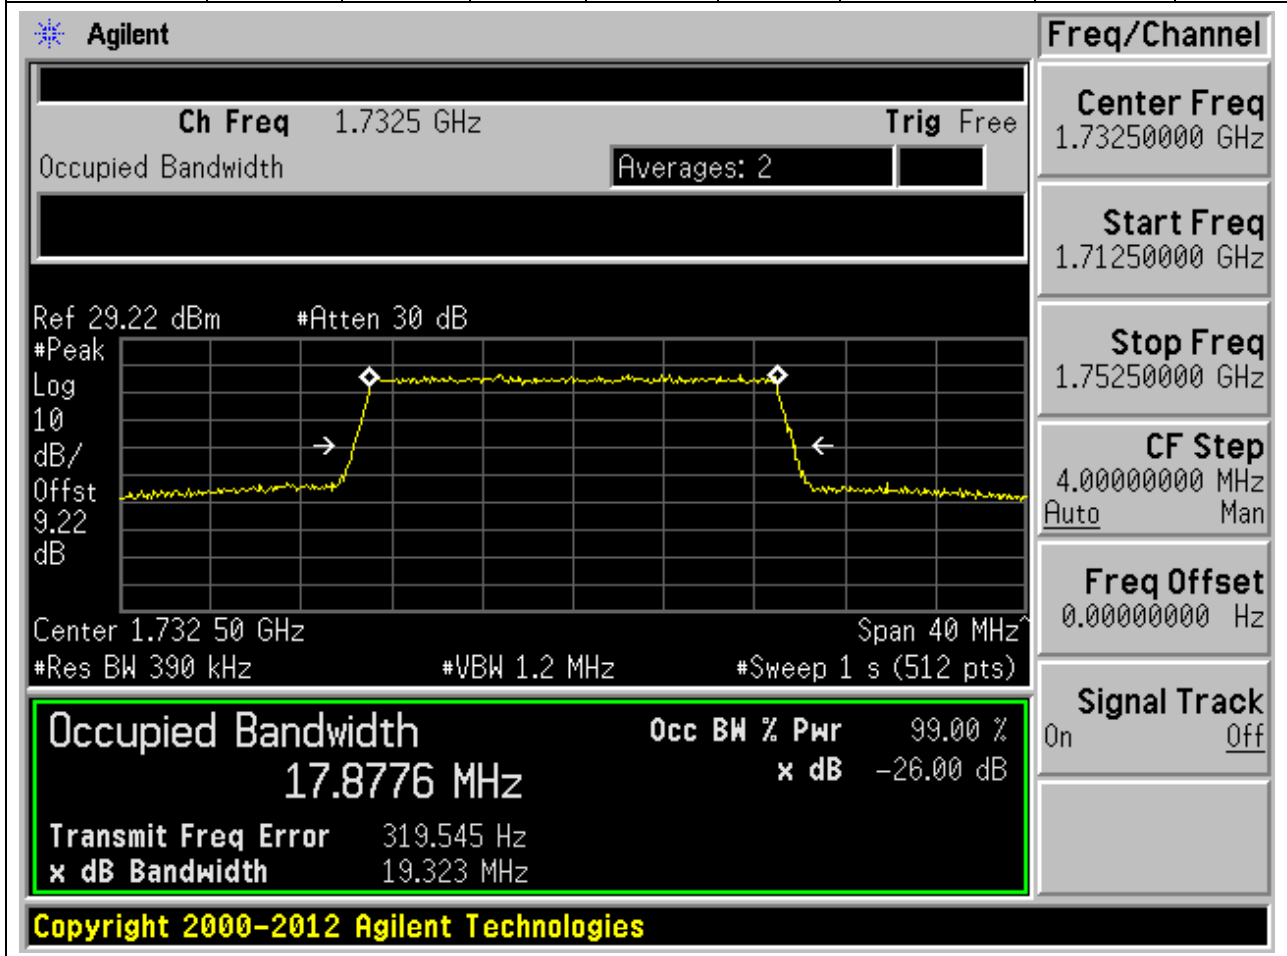 Agilent
Freq/Channel
Ch Freq 1.7325 GHz Trig Free
Occupied Bandwidth Averages: 2
Center Freq
1.73250000 GHz
Start Freq
1.71250000 GHz
Stop Freq
1.75250000 GHz
CF Step
4.00000000 MHz
Auto Man
Freq Offset
0.00000000 Hz
Signal Track
On Off
Ref 29.22 dBm #Atten 30 dB
#Peak
Log
10
dB/
Offst
9.22
dB
Center 1.732 50 GHz Span 40 MHz^
#Res BW 390 kHz #VBW 1.2 MHz #Sweep 1 s (512 pts)
Occupied Bandwidth Occ BW % Pwr 99.00 %
17.8776 MHz x dB -26.00 dB
Transmit Freq Error 319.545 Hz
x dB Bandwidth 19.323 MHz
Copyright 2000-2012 Agilent Technologies